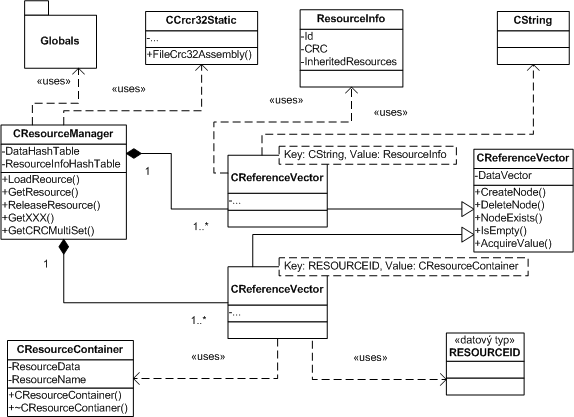 Globals
CCrcr32Static
-...
+FileCrc32Assembly()
ResourceInfo
-Id
-CRC
-InheritedResources
CString
«uses»
«uses»
«uses»
«uses»
CResourceManager
-DataHashTable
-ResourceInfoHashTable
+LoadReource()
+GetResource()
+ReleaseResource()
+GetXXX()
+GetCRCMultiSet()
1
1..*
Key: CString, Value: ResourceInfo
CReferenceVector
-...
CReferenceVector
-DataVector
+CreateNode()
+DeleteNode()
+NodeExists()
+IsEmpty()
+AcquireValue()
1
1..*
Key: RESOURCEID, Value: CResourceContainer
CReferenceVector
-...
CResourceContainer
-ResourceData
-ResourceName
+CResourceContainer()
+~CResourceContianer()
«uses»
«uses»
«datový typ»
RESOURCEID